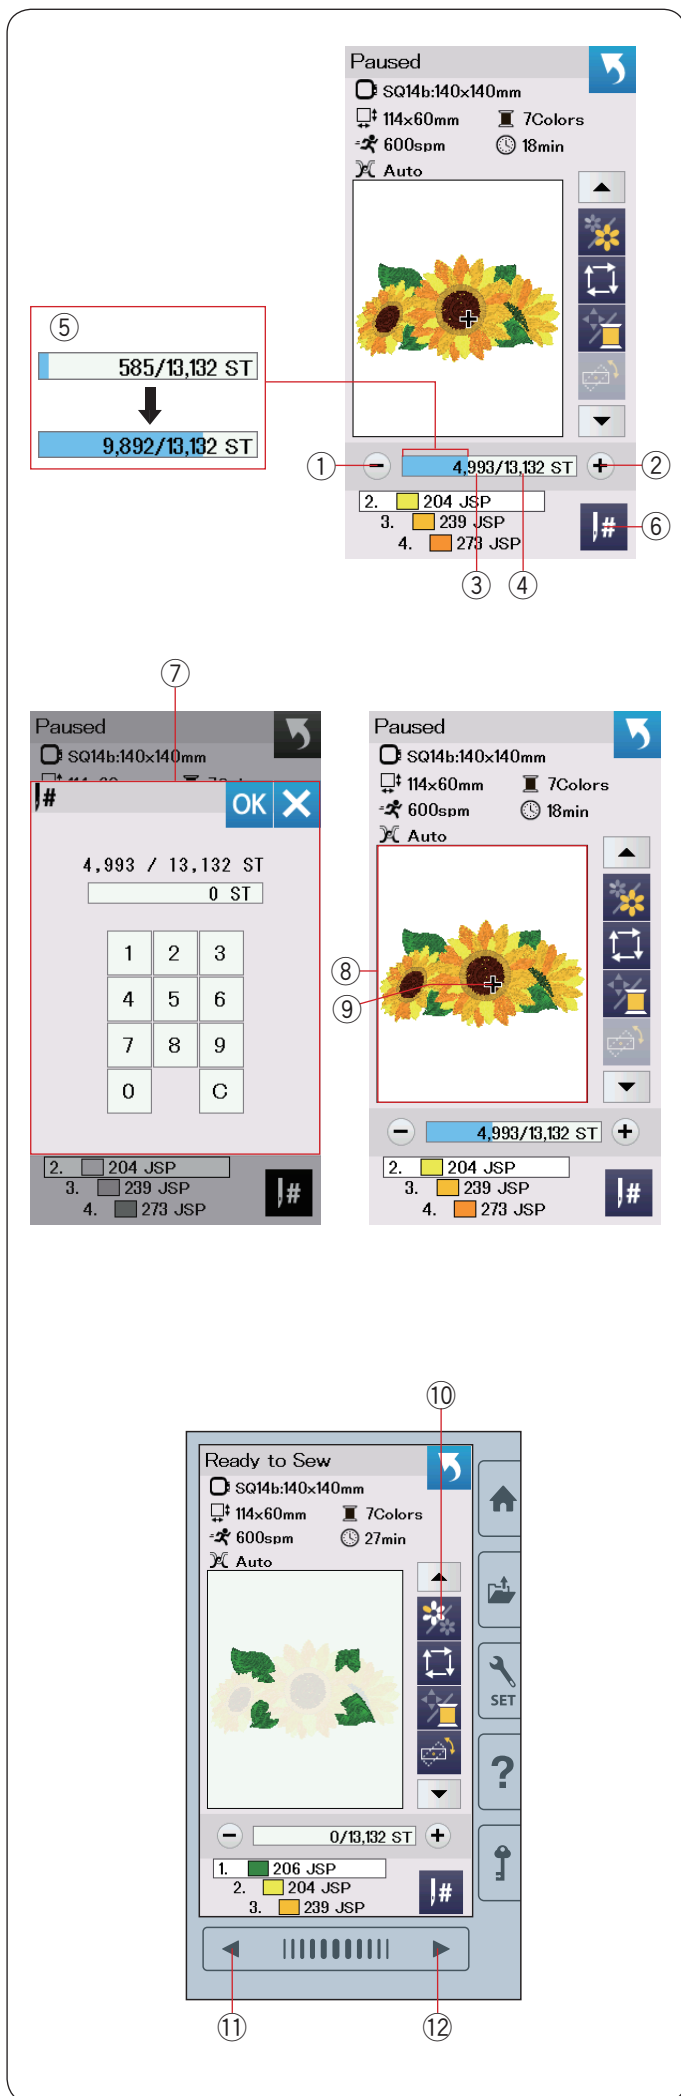 Paused
SQ14b:140x140mm
114x60mm 7Colors
600spm 18min
Auto
⑤
585/13,132 ST
9,892/13,132 ST
① − 4,993/13,132 ST + ②
2. 204 JSP
3. 239 JSP
4. 273 JSP
# ⑥
③ ④
⑦
Paused
SQ14b:140x140mm
# OK
4,993 / 13,132 ST
0 ST
1 2 3
4 5 6
7 8 9
0 C
2. 204 JSP
3. 239 JSP
4. 273 JSP
#
Paused
SQ14b:140x140mm
114x60mm 7Colors
600spm 18min
Auto
⑧
⑨
− 4,993/13,132 ST +
2. 204 JSP
3. 239 JSP
4. 273 JSP
#
⑩
Ready to Sew
SQ14b:140x140mm
114x60mm 7Colors
600spm 27min
Auto
SET
?
− 0/13,132 ST +
1. 206 JSP
2. 204 JSP
3. 239 JSP
#
⑪ ⑫